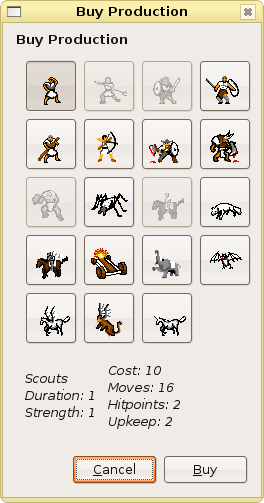 Buy Production
Buy Production
Scouts
Duration: 1
Strength: 1
Cost: 10
Moves: 16
Hitpoints: 2
Upkeep: 2
Cancel
Buy